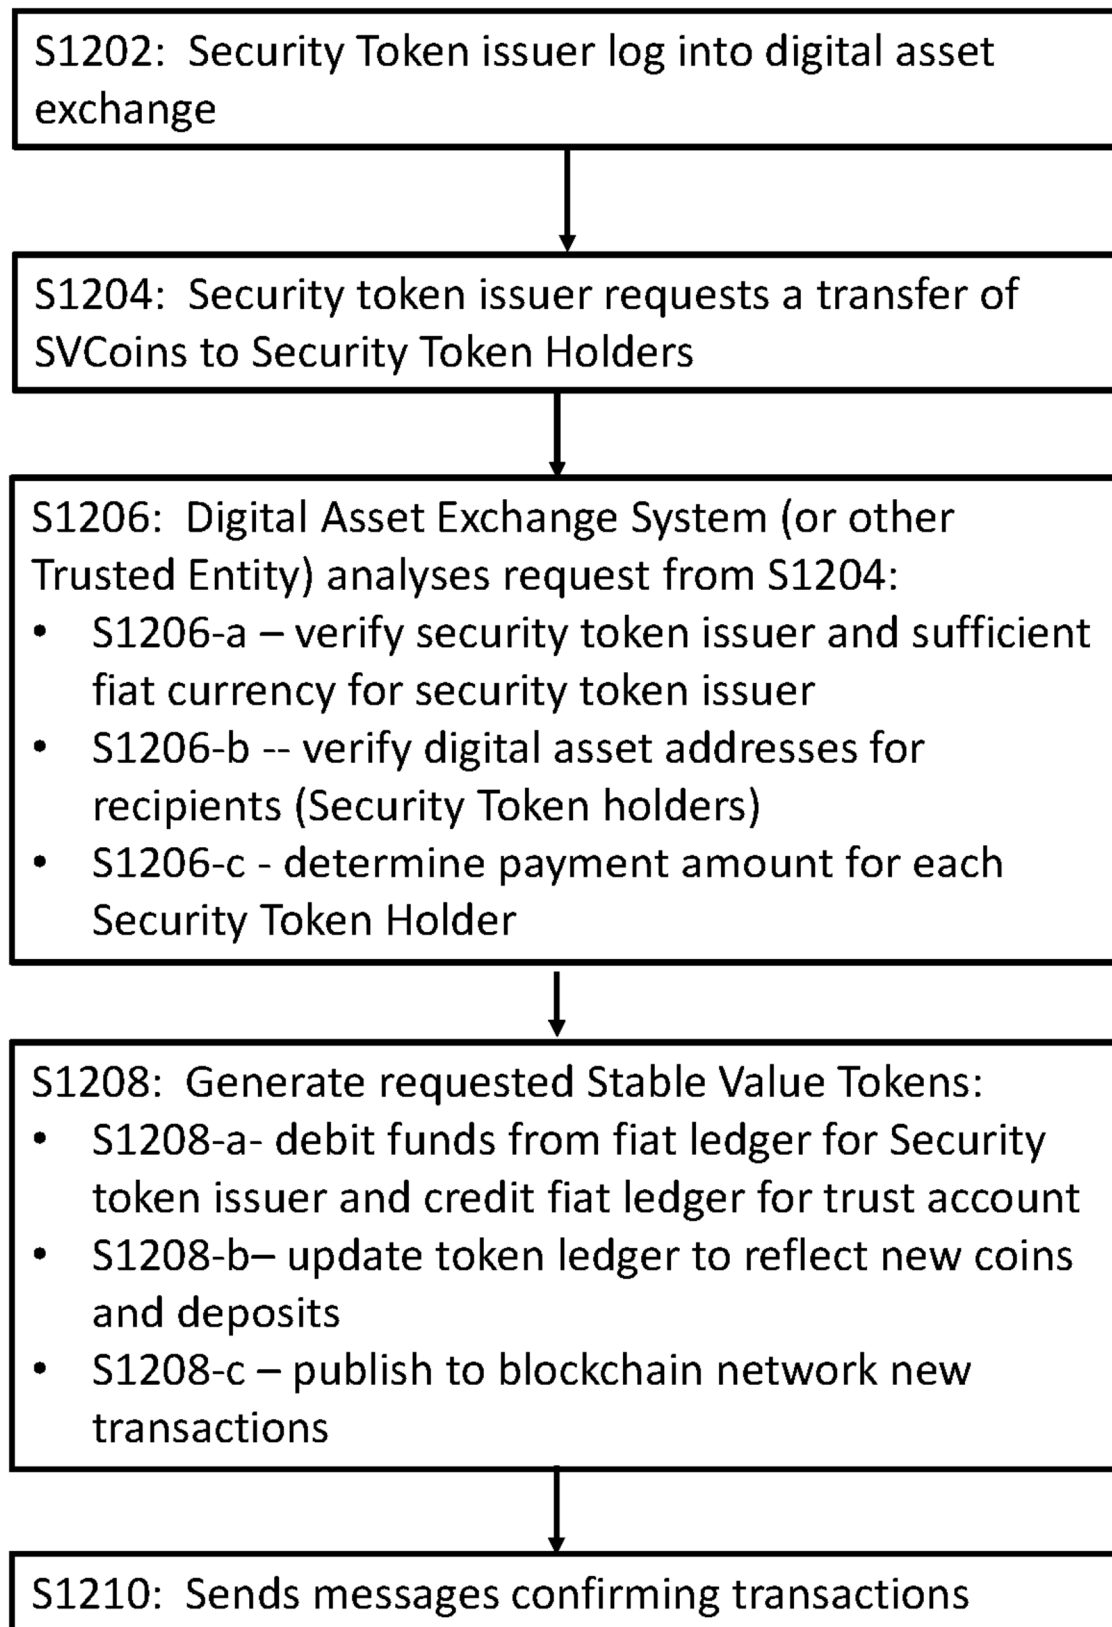 S1202:  Security Token issuer log into digital asset
exchange
S1204:  Security token issuer requests a transfer of
SVCoins to Security Token Holders
S1206:  Digital Asset Exchange System (or other
Trusted Entity) analyses request from S1204:
• S1206-a – verify security token issuer and sufficient
fiat currency for security token issuer
• S1206-b -- verify digital asset addresses for
recipients (Security Token holders)
• S1206-c - determine payment amount for each
Security Token Holder
S1208:  Generate requested Stable Value Tokens:
• S1208-a- debit funds from fiat ledger for Security
token issuer and credit fiat ledger for trust account
• S1208-b– update token ledger to reflect new coins
and deposits
• S1208-c – publish to blockchain network new
transactions
S1210:  Sends messages confirming transactions